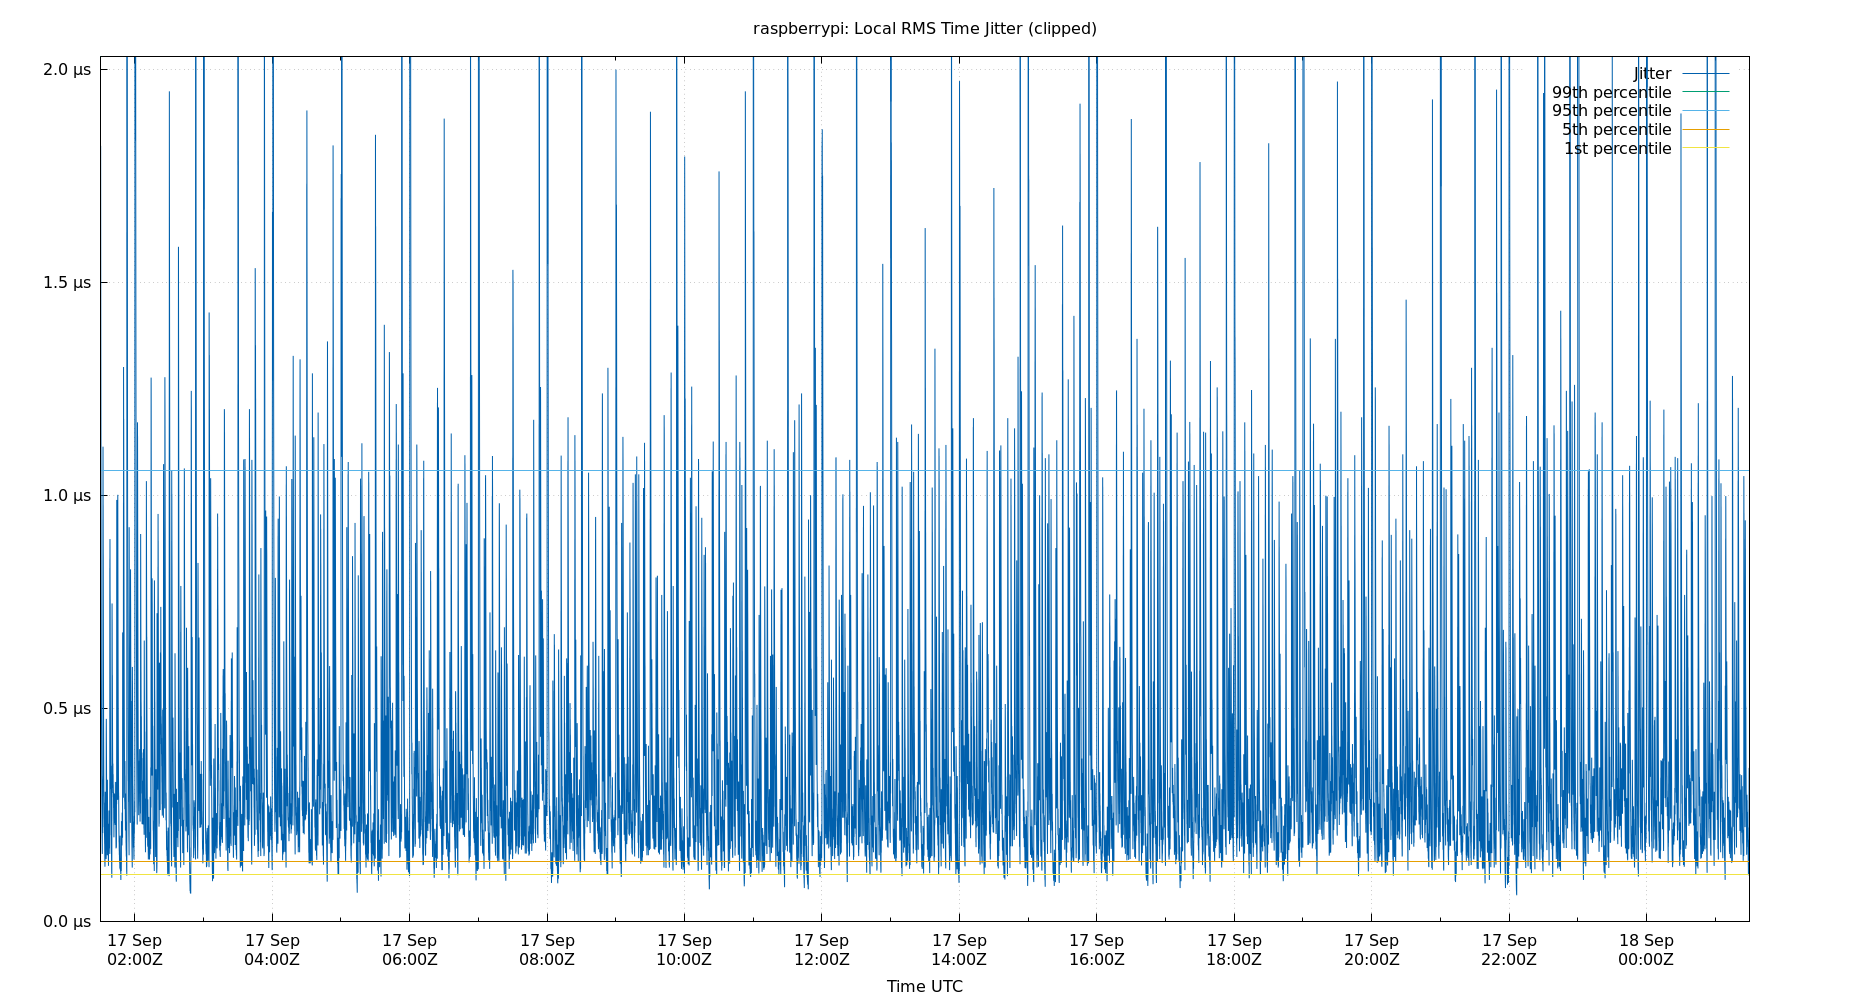 raspberrypi: Local RMS Time Jitter (clipped)
2.0 µs
1.5 µs
1.0 µs
0.5 µs
0.0 µs
Jitter
99th percentile
95th percentile
5th percentile
1st percentile
17 Sep 17 Sep 17 Sep 17 Sep 17 Sep 17 Sep 17 Sep 17 Sep 17 Sep 17 Sep 17 Sep 18 Sep
02:00Z 04:00Z 06:00Z 08:00Z 10:00Z 12:00Z 14:00Z 16:00Z 18:00Z 20:00Z 22:00Z 00:00Z
Time UTC